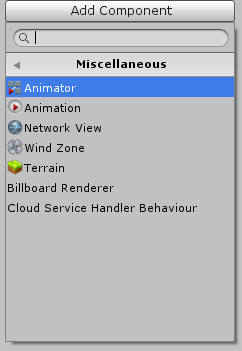 Add Component
Miscellaneous
Animator
Animation
Network View
Wind Zone
Terrain
Billboard Renderer
Cloud Service Handler Behaviour